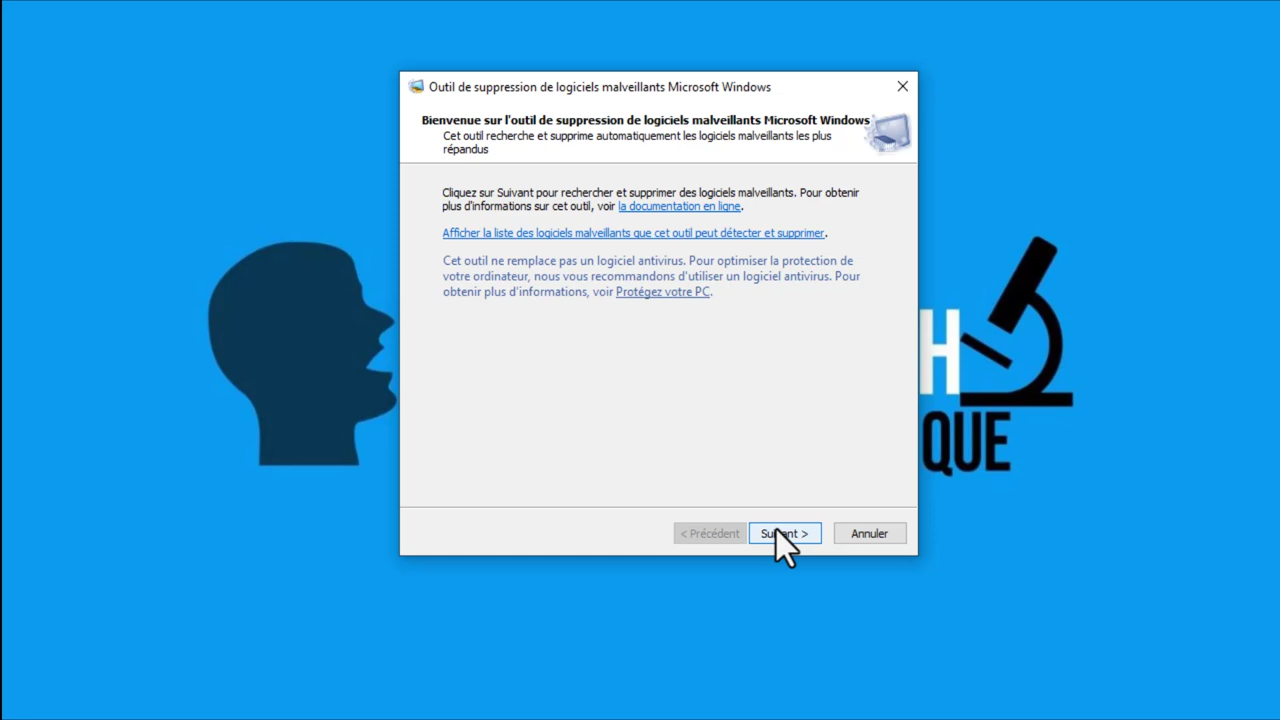 Outil de suppression de logiciels malveillants Microsoft Windows
Bienvenue sur l'outil de suppression de logiciels malveillants Microsoft Windows
Cet outil recherche et supprime automatiquement les logiciels malveillants les plus
répandus
Cliquez sur Suivant pour rechercher et supprimer des logiciels malveillants. Pour obtenir
plus d'informations sur cet outil, voir la documentation en ligne.
Afficher la liste des logiciels malveillants que cet outil peut détecter et supprimer.
Cet outil ne remplace pas un logiciel antivirus. Pour optimiser la protection de
votre ordinateur, nous vous recommandons d'utiliser un logiciel antivirus. Pour
obtenir plus d'informations, voir Protégez votre PC.
H
QUE
< Précédent Suivant > Annuler